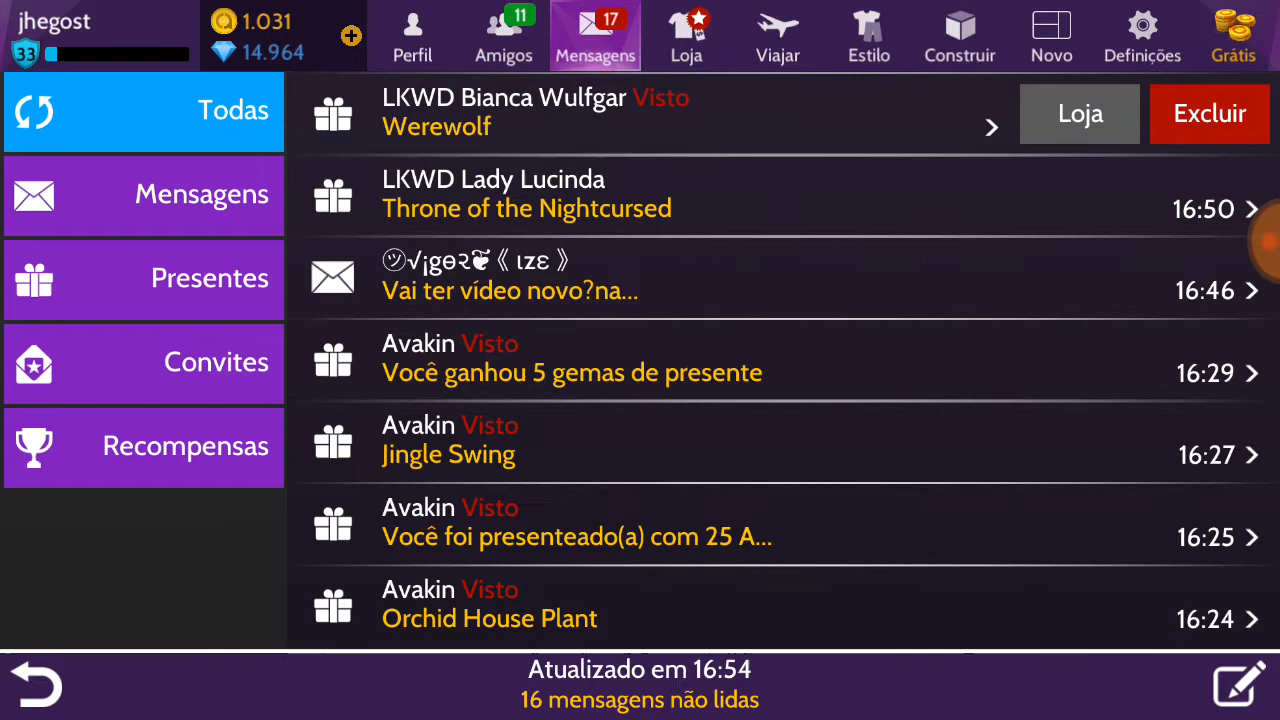 jhegost
33
1.031
14.964
Perfil
11
Amigos
17
Mensagens
Loja
Viajar
Estilo
Construir
Novo
Definições
Grátis
Todas
Mensagens
Presentes
Convites
Recompensas
LKWD Bianca Wulfgar Visto
Werewolf
Loja
Excluir
LKWD Lady Lucinda
Throne of the Nightcursed
16:50
㋡√¡gɵ२❦《 ιzε 》
Vai ter vídeo novo?na...
16:46
Avakin Visto
Você ganhou 5 gemas de presente
16:29
Avakin Visto
Jingle Swing
16:27
Avakin Visto
Você foi presenteado(a) com 25 A...
16:25
Avakin Visto
Orchid House Plant
16:24
Atualizado em 16:54
16 mensagens não lidas